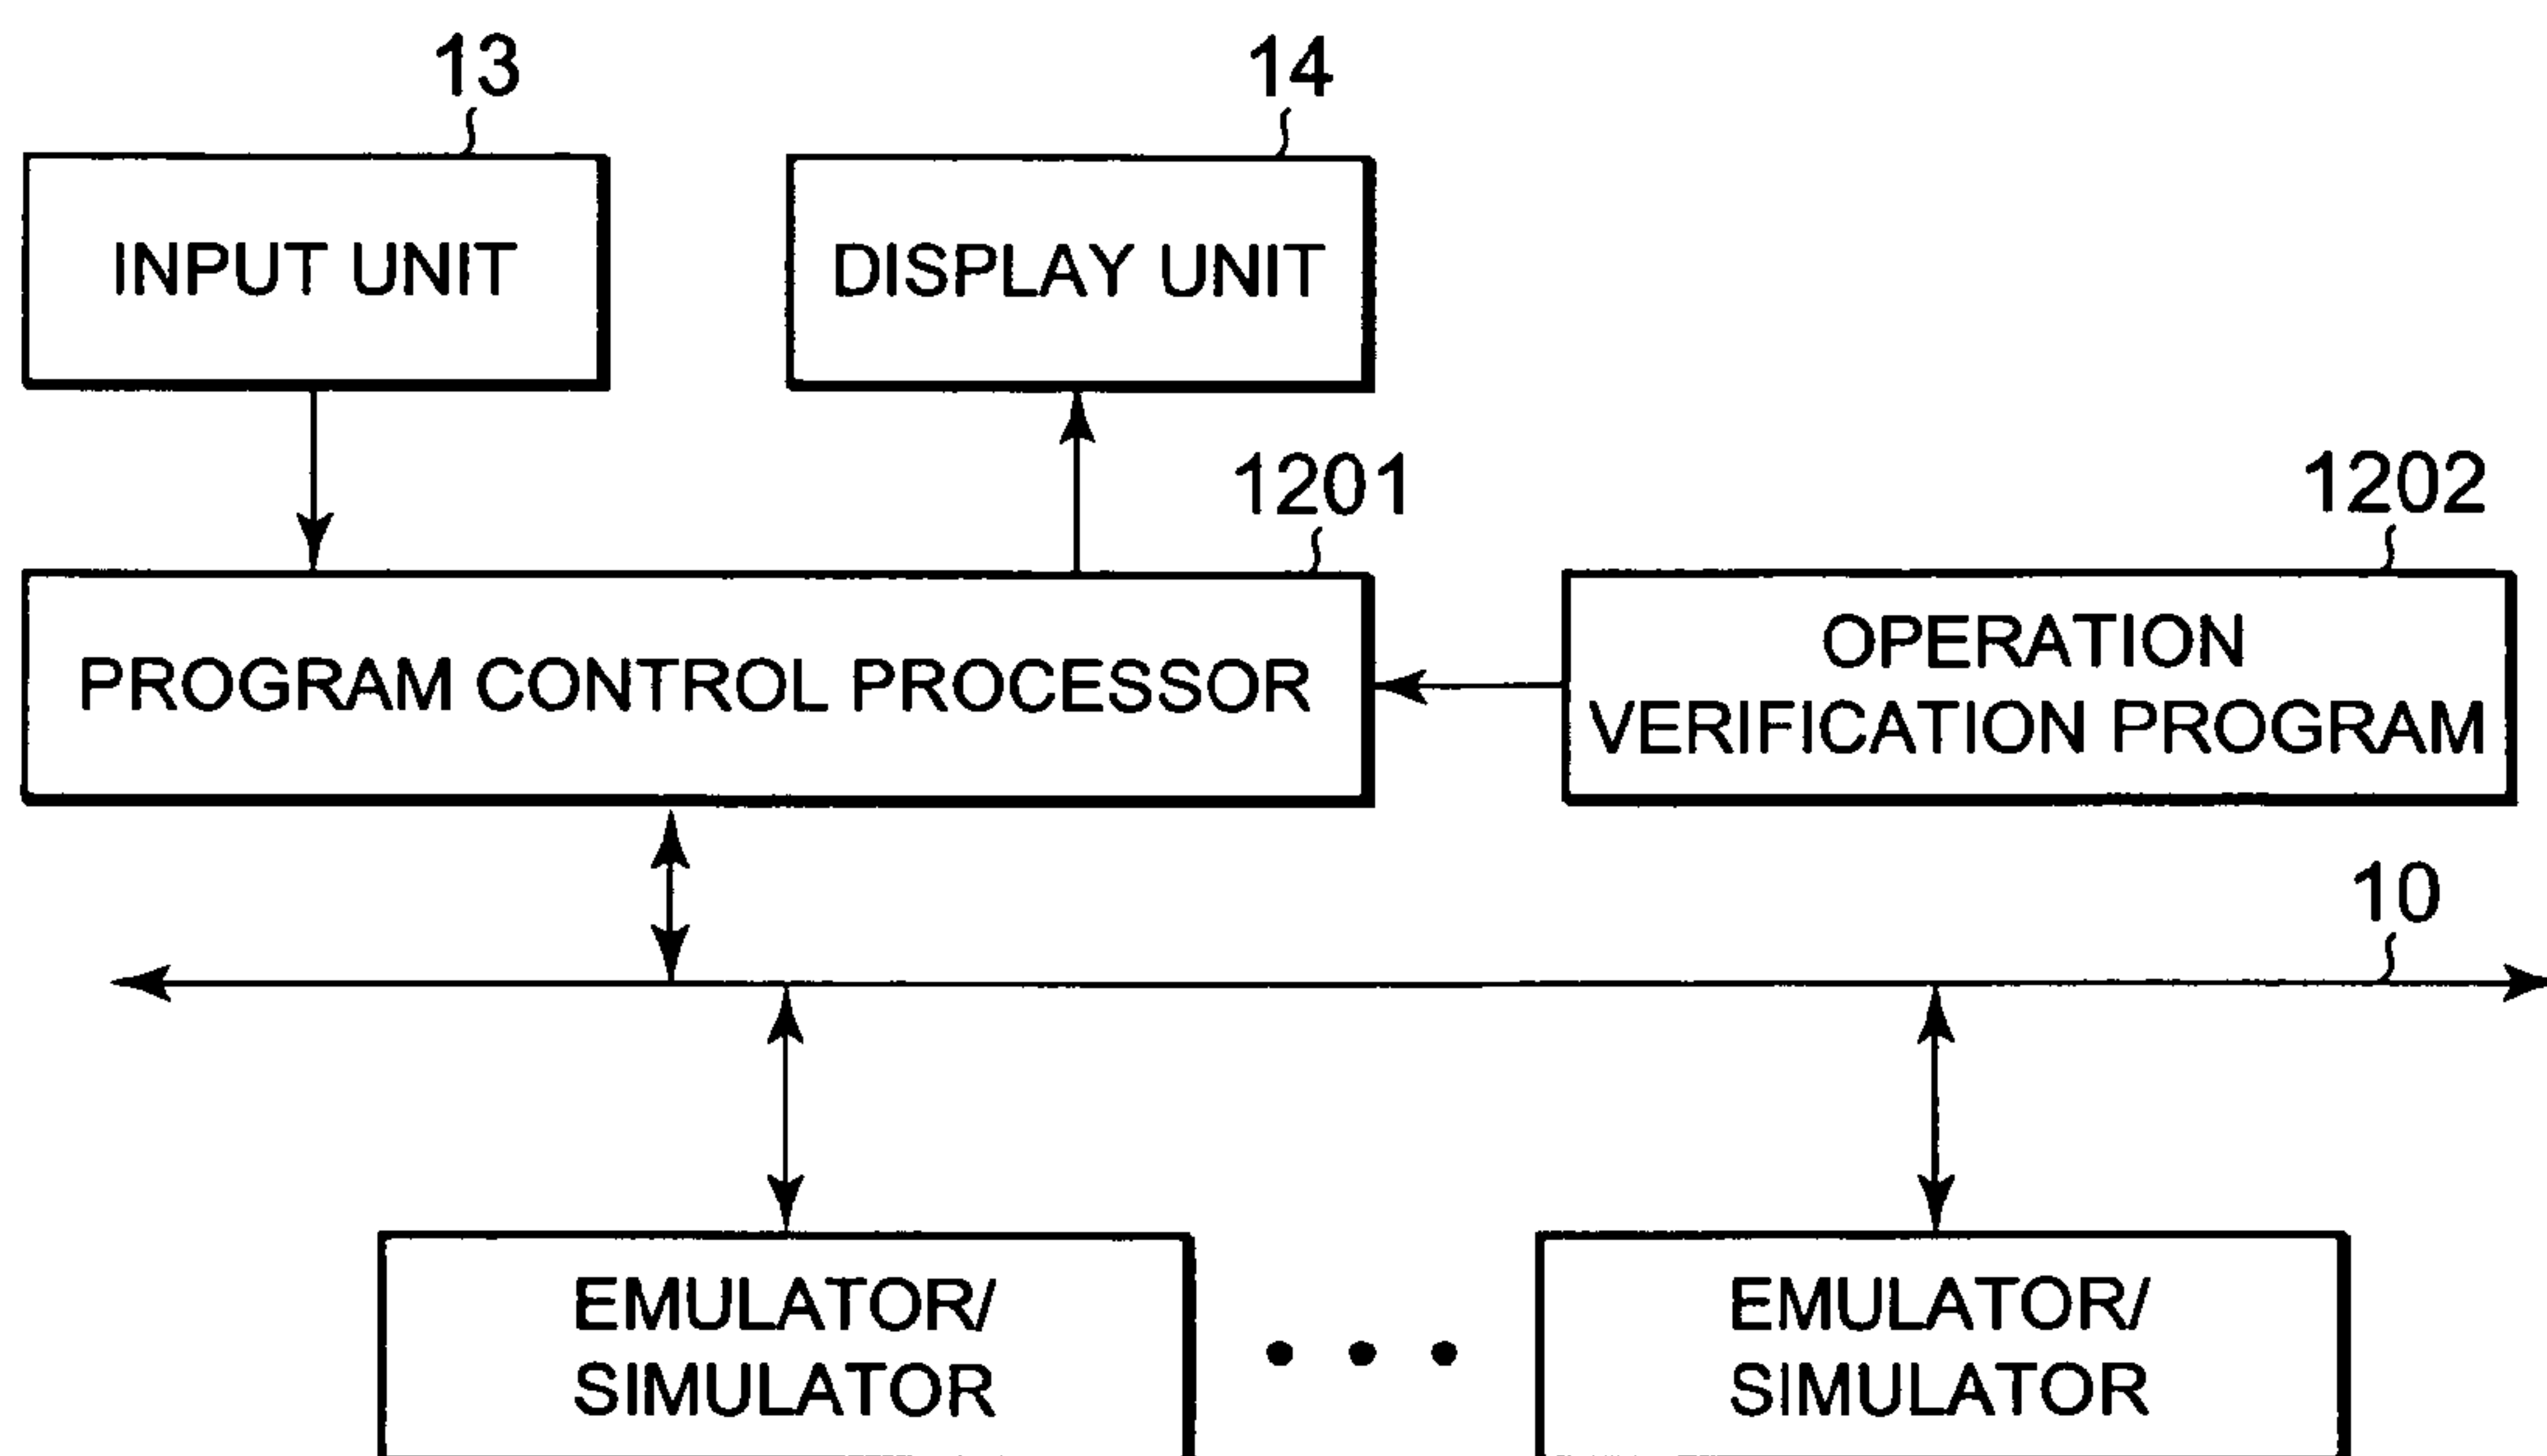 13
14
INPUT UNIT
DISPLAY UNIT
1201
1202
PROGRAM CONTROL PROCESSOR
OPERATION
VERIFICATION PROGRAM
10
EMULATOR/
SIMULATOR
EMULATOR/
SIMULATOR